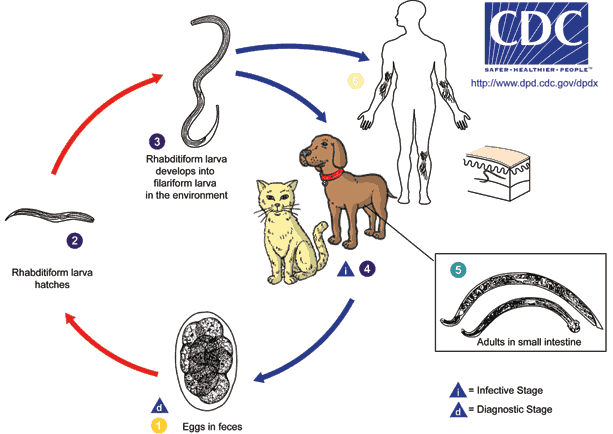 CDC
SAFER • HEALTHIER • PEOPLE™
http://www.dpd.cdc.gov/dpdx
6
3
Rhabditiform larva
develops into
filariform larva
in the environment
2
Rhabditiform larva
hatches
i
4
5
Adults in small intestine
d
1
Eggs in feces
i = Infective Stage
d = Diagnostic Stage